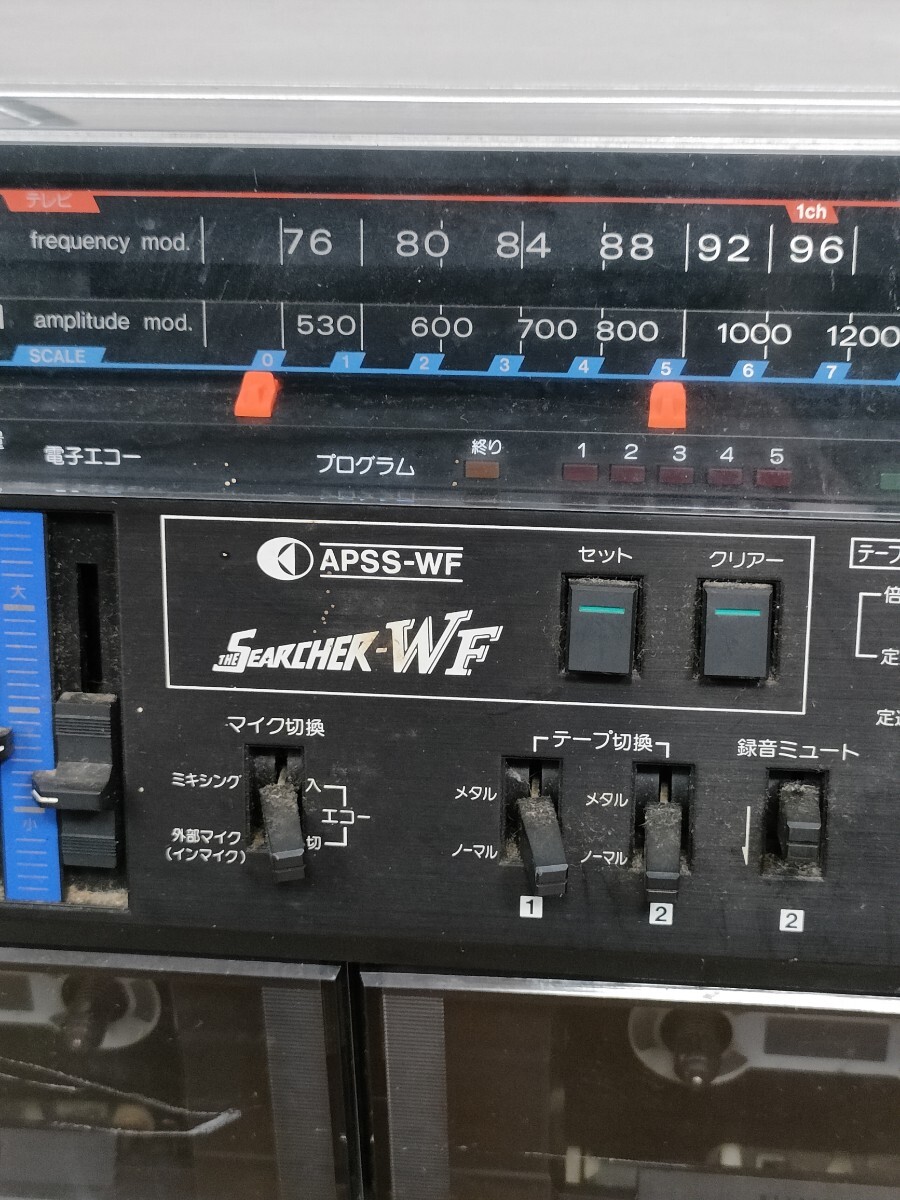 テレビ
1ch
frequency mod. 76 80 84 88 92 96
amplitude mod. 530 600 700 800 1000 1200
SCALE 0 1 2 3 4 5 6 7
電子エコー
プログラム
終り
1 2 3 4 5
APSS-WF
THE SEARCHER-WF
セット
クリアー
大
小
マイク切換
ミキシング
外部マイク
(インマイク)
入
エコー
切
テープ切換
メタル
ノーマル
メタル
ノーマル
1
2
録音ミュート
2